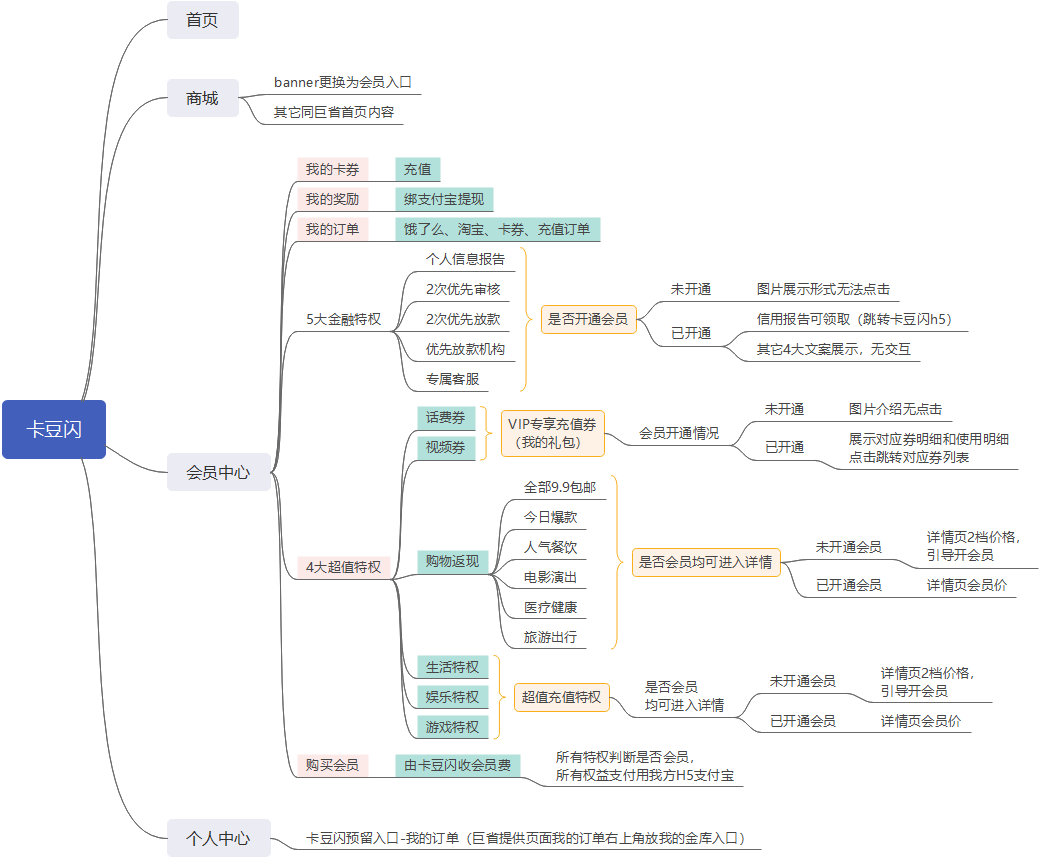 卡豆闪
首页
商城
banner更换为会员入口
其它同巨省首页内容
会员中心
我的卡券
充值
我的奖励
绑支付宝提现
我的订单
饿了么、淘宝、卡券、充值订单
5大金融特权
个人信息报告
2次优先审核
2次优先放款
优先放款机构
专属客服
是否开通会员
未开通
图片展示形式无法点击
已开通
信用报告可领取（跳转卡豆闪h5）
其它4大文案展示，无交互
4大超值特权
话费券
视频券
VIP专享充值券
（我的礼包）
会员开通情况
未开通
图片介绍无点击
已开通
展示对应券明细和使用明细
点击跳转对应券列表
购物返现
全部9.9包邮
今日爆款
人气餐饮
电影演出
医疗健康
旅游出行
是否会员均可进入详情
未开通会员
详情页2档价格，
引导开会员
已开通会员
详情页会员价
生活特权
娱乐特权
游戏特权
超值充值特权
是否会员
均可进入详情
未开通会员
详情页2档价格，
引导开会员
已开通会员
详情页会员价
购买会员
由卡豆闪收会员费
所有特权判断是否会员，
所有权益支付用我方H5支付宝
个人中心
卡豆闪预留入口-我的订单（巨省提供页面我的订单右上角放我的金库入口）